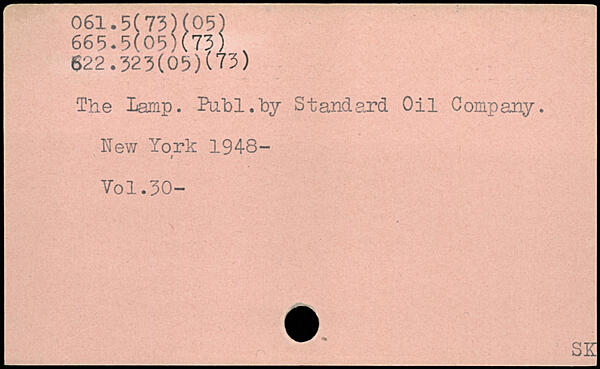 061.5(73)(05)
665.5(05)(73)
622.323(05)(73)
The Lamp. Publ.by Standard Oil Company.
New York 1948-
Vol.30-
SK